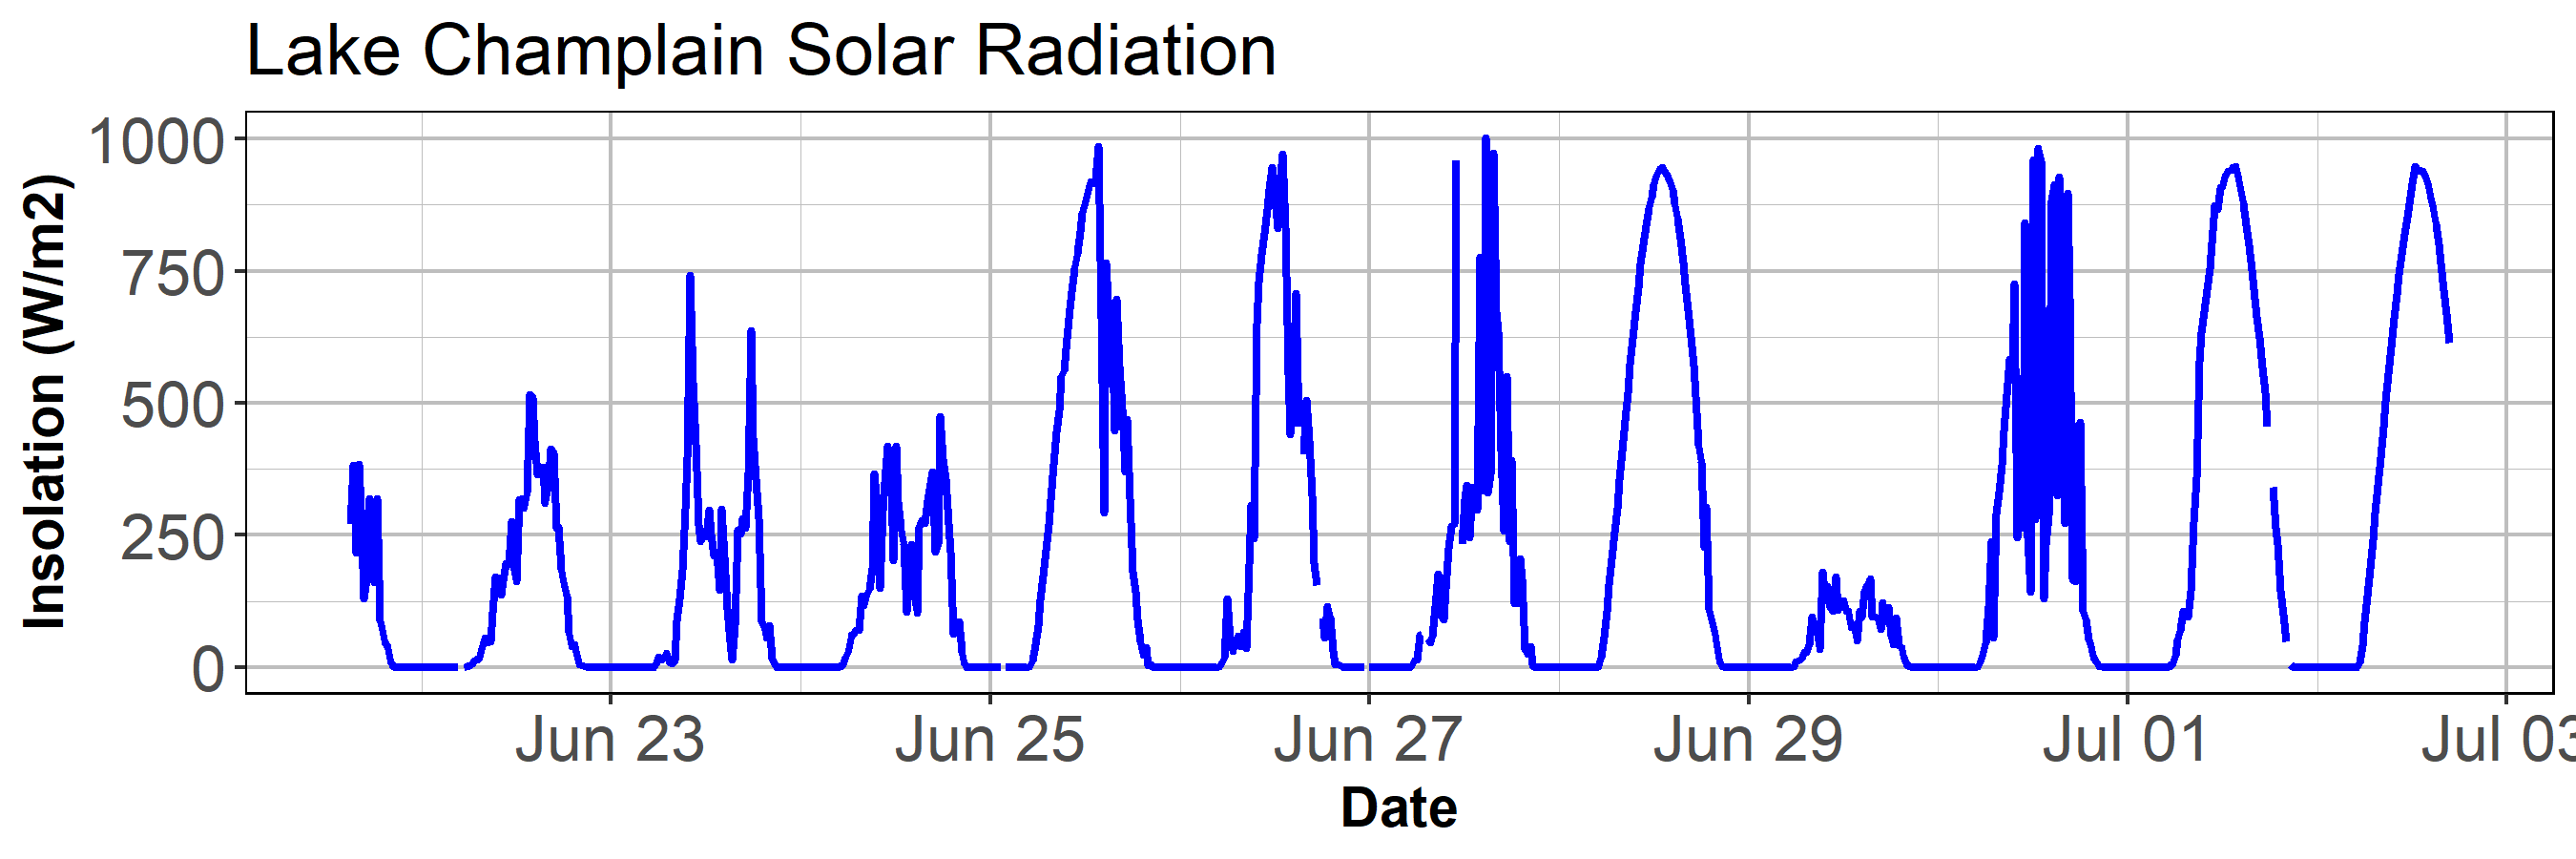 Lake Champlain Solar Radiation
Insolation (W/m2)
1000
750
500
250
0
Jun 23 Jun 25 Jun 27 Jun 29 Jul 01 Jul 03
Date